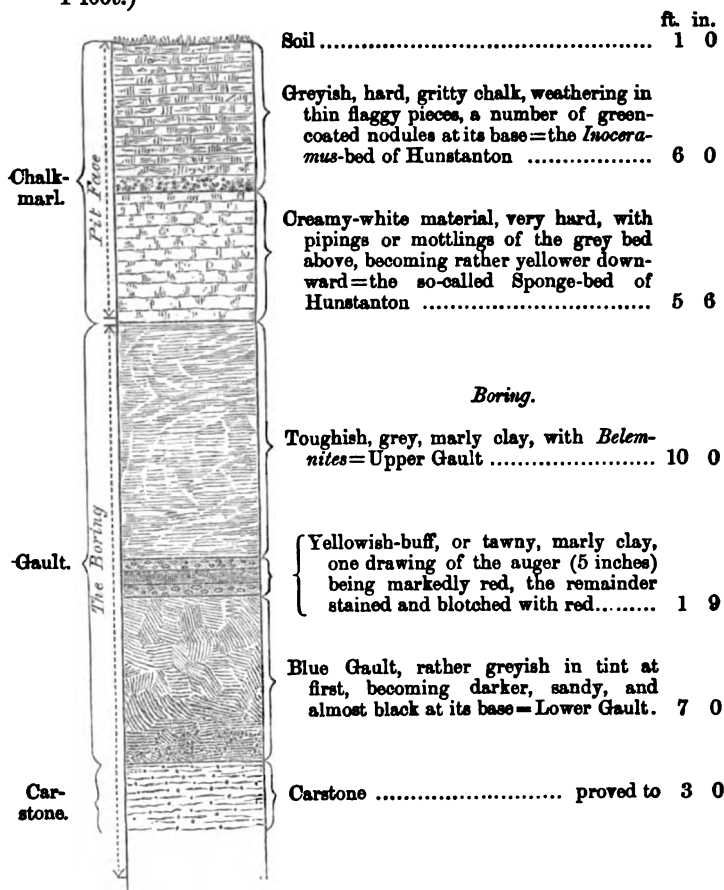 1 foot.)
ft. in.
Soil ................................................ 1 0
Greyish, hard, gritty chalk, weathering in
thin flaggy pieces, a number of green-
coated nodules at its base=the Inocera-
mus-bed of Hunstanton .................. 6 0
Chalk-
marl.
Pit Face
Creamy-white material, very hard, with
pipings or mottlings of the grey bed
above, becoming rather yellower down-
ward=the so-called Sponge-bed of
Hunstanton ................................. 5 6
Boring.
Toughish, grey, marly clay, with Belem-
nites=Upper Gault ........................ 10 0
Gault.
The Boring
Yellowish-buff, or tawny, marly clay,
one drawing of the auger (5 inches)
being markedly red, the remainder
stained and blotched with red......... 1 9
Blue Gault, rather greyish in tint at
first, becoming darker, sandy, and
almost black at its base=Lower Gault. 7 0
Car-
stone.
Carstone ........................... proved to 3 0